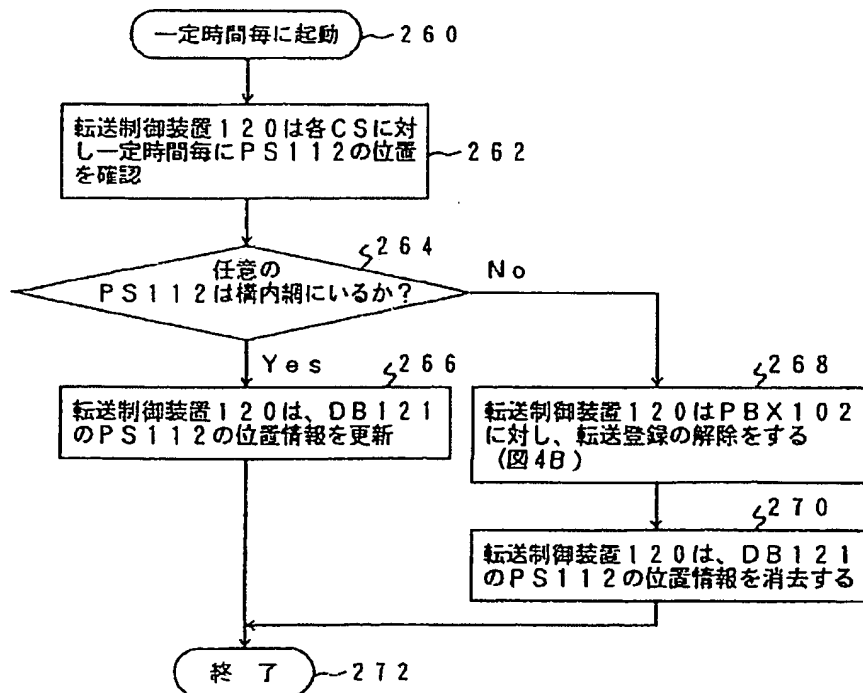 一定時間毎に起動
260
転送制御装置120は各CSに対
し一定時間毎にPS112の位置
を確認
262
264
任意の
PS112は構内網にいるか?
No
Yes
266
転送制御装置120は、DB121
のPS112の位置情報を更新
268
転送制御装置120はPBX102
に対し、転送登録の解除をする
(図4B)
270
転送制御装置120は、DB121
のPS112の位置情報を消去する
終 了
272